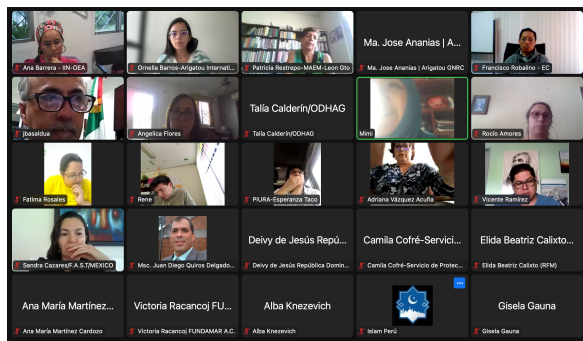 Ana Barrera - IIN-OEA
Ornella Barros-Arigatou Internati...
Patricia Restrepo-MAEM-Leon Gto
Ma. Jose Ananias | A...
Ma. Jose Ananias | Arigatou GNRC
Francisco Robalino - EC
jbasaldua
Angelica Flores
Talía Calderín/ODHAG
Talía Calderín/ODHAG
Mimi
Rocío Amores
Fatima Rosales
Rene
PIURA-Esperanza Taco
Adriana Vázquez Acuña
Vicente Ramirez
Sandra Cazares/F.A.S.T/MEXICO
Msc. Juan Diego Quiros Delgado...
Deivy de Jesús Repú...
Deivy de Jesús República Domin...
Camila Cofré-Servici...
Camila Cofré-Servicio de Protec...
Elida Beatriz Calixto...
Elida Beatriz Calixto (RFM)
Ana María Martínez...
Ana María Martínez Cardozo
Victoria Racancoj FU...
Victoria Racancoj FUNDAMAR A.C.
Alba Knezevich
Alba Knezevich
Islam Perú
Gisela Gauna
Gisela Gauna